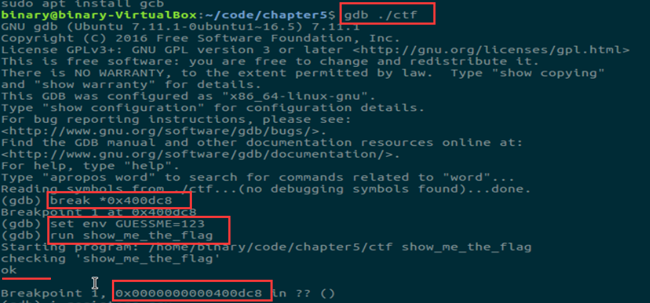 sudo apt install gcb
binary@binary-VirtualBox:~/code/chapter5$ gdb ./ctf
GNU gdb (Ubuntu 7.11.1-0ubuntu1~16.5) 7.11.1
Copyright (C) 2016 Free Software Foundation, Inc.
License GPLv3+: GNU GPL version 3 or later <http://gnu.org/licenses/gpl.html>
This is free software: you are free to change and redistribute it.
There is NO WARRANTY, to the extent permitted by law.  Type "show copying"
and "show warranty" for details.
This GDB was configured as "x86_64-linux-gnu".
Type "show configuration" for configuration details.
For bug reporting instructions, please see:
<http://www.gnu.org/software/gdb/bugs/>.
Find the GDB manual and other documentation resources online at:
<http://www.gnu.org/software/gdb/documentation/>.
For help, type "help".
Type "apropos word" to search for commands related to "word"...
Reading symbols from ./ctf...(no debugging symbols found)...done.
(gdb) break *0x400dc8
Breakpoint 1 at 0x400dc8
(gdb) set env GUESSME=123
(gdb) run show_me_the_flag
Starting program: /home/binary/code/chapter5/ctf show_me_the_flag
checking 'show_me_the_flag'
ok
Breakpoint 1, 0x0000000000400dc8 in ?? ()